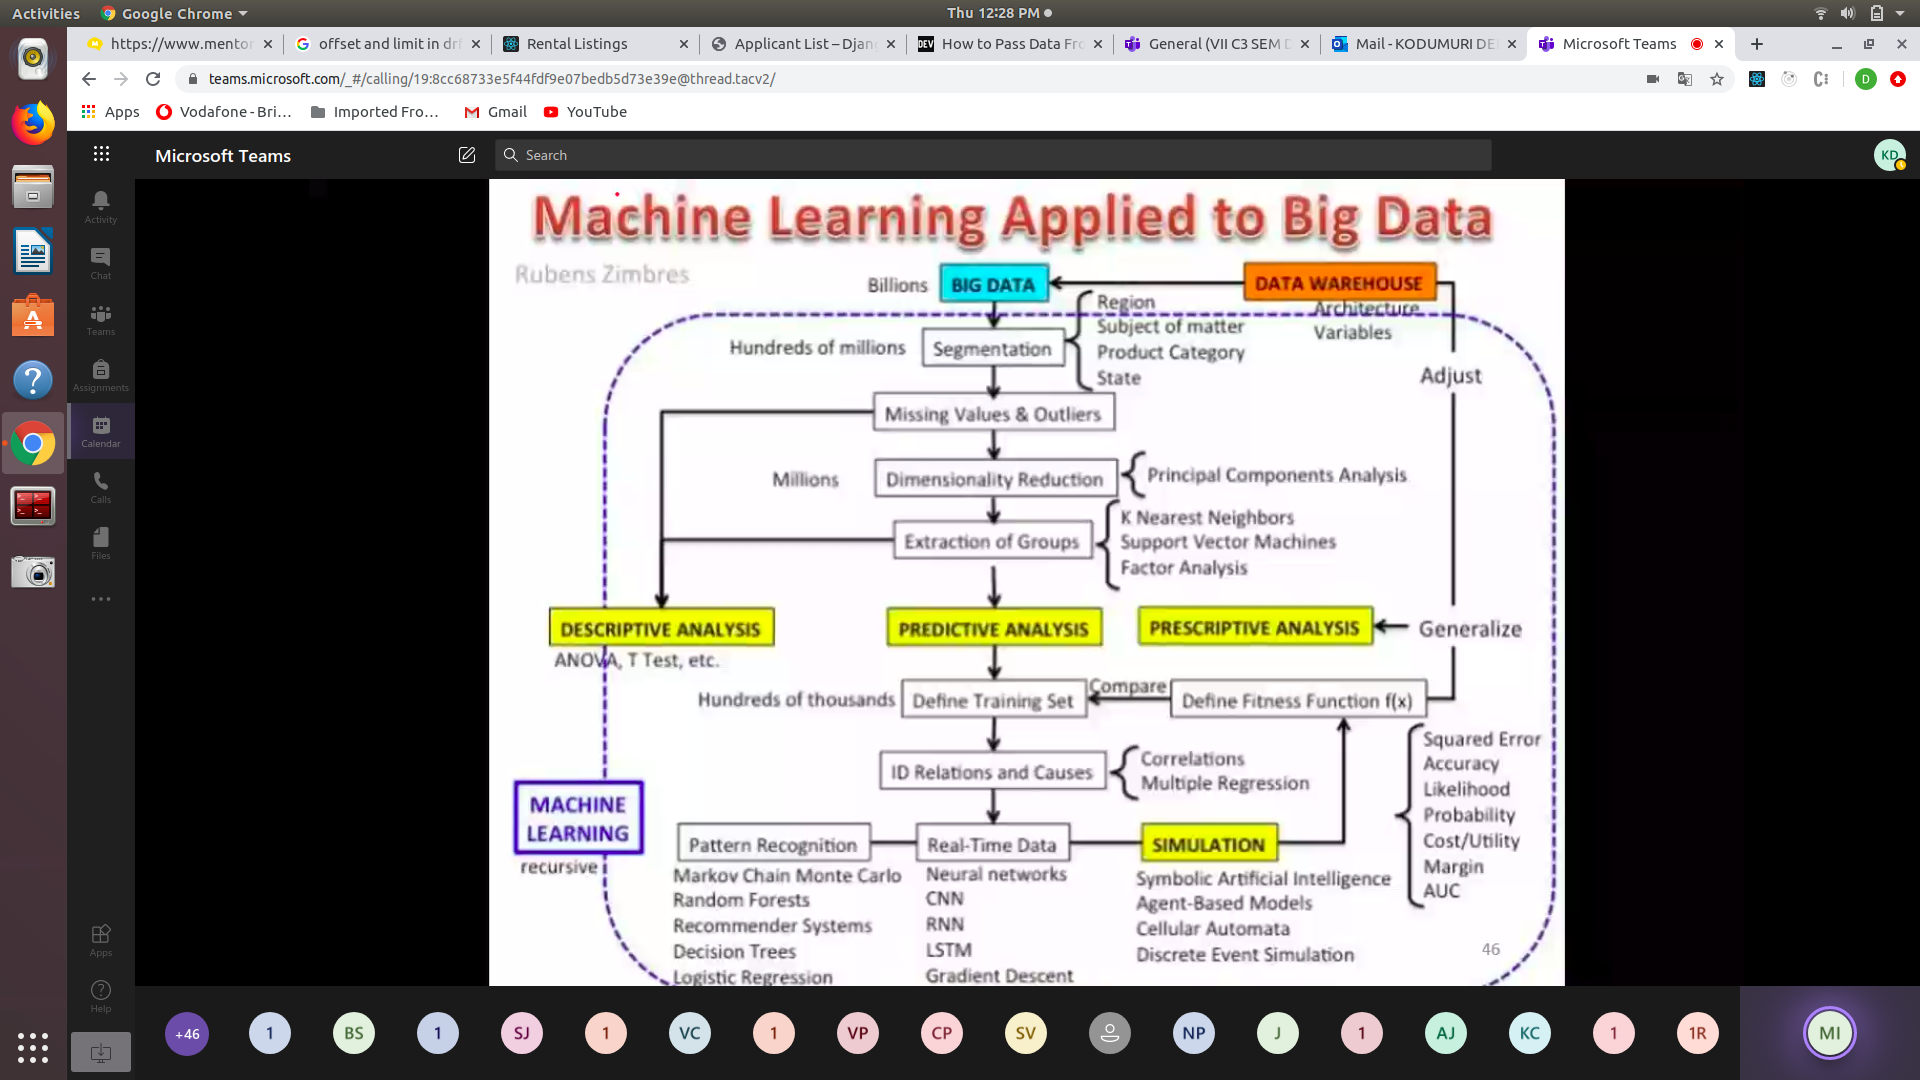 Activities
Google Chrome
Thu 12:28 PM
https://www.mentor
offset and limit in drf
Rental Listings
Applicant List – Djan
DEV
How to Pass Data Fro
General (VII C3 SEM D
Mail - KODUMURI DE
Microsoft Teams
teams.microsoft.com/_#/calling/19:8cc68733e5f44fdf9e07bedb5d73e39e@thread.tacv2/
D
Apps
Vodafone - Bri...
Imported Fro...
Gmail
YouTube
Microsoft Teams
Search
KD
Activity
Chat
Teams
Assignments
Calendar
Calls
Files
Apps
Help
Machine Learning Applied to Big Data
Rubens Zimbres
Billions
BIG DATA
DATA WAREHOUSE
Architecture
Variables
Region
Subject of matter
Product Category
State
Hundreds of millions
Segmentation
Adjust
Missing Values & Outliers
Millions
Dimensionality Reduction
Principal Components Analysis
Extraction of Groups
K Nearest Neighbors
Support Vector Machines
Factor Analysis
DESCRIPTIVE ANALYSIS
PREDICTIVE ANALYSIS
PRESCRIPTIVE ANALYSIS
Generalize
ANOVA, T Test, etc.
Hundreds of thousands
Define Training Set
Compare
Define Fitness Function f(x)
ID Relations and Causes
Correlations
Multiple Regression
Squared Error
Accuracy
Likelihood
Probability
Cost/Utility
Margin
AUC
MACHINE
LEARNING
recursive
Pattern Recognition
Real-Time Data
SIMULATION
Markov Chain Monte Carlo
Random Forests
Recommender Systems
Decision Trees
Logistic Regression
Neural networks
CNN
RNN
LSTM
Gradient Descent
Symbolic Artificial Intelligence
Agent-Based Models
Cellular Automata
Discrete Event Simulation
46
+46
1
BS
1
SJ
1
VC
1
VP
CP
SV
NP
J
1
AJ
KC
1
1R
MI